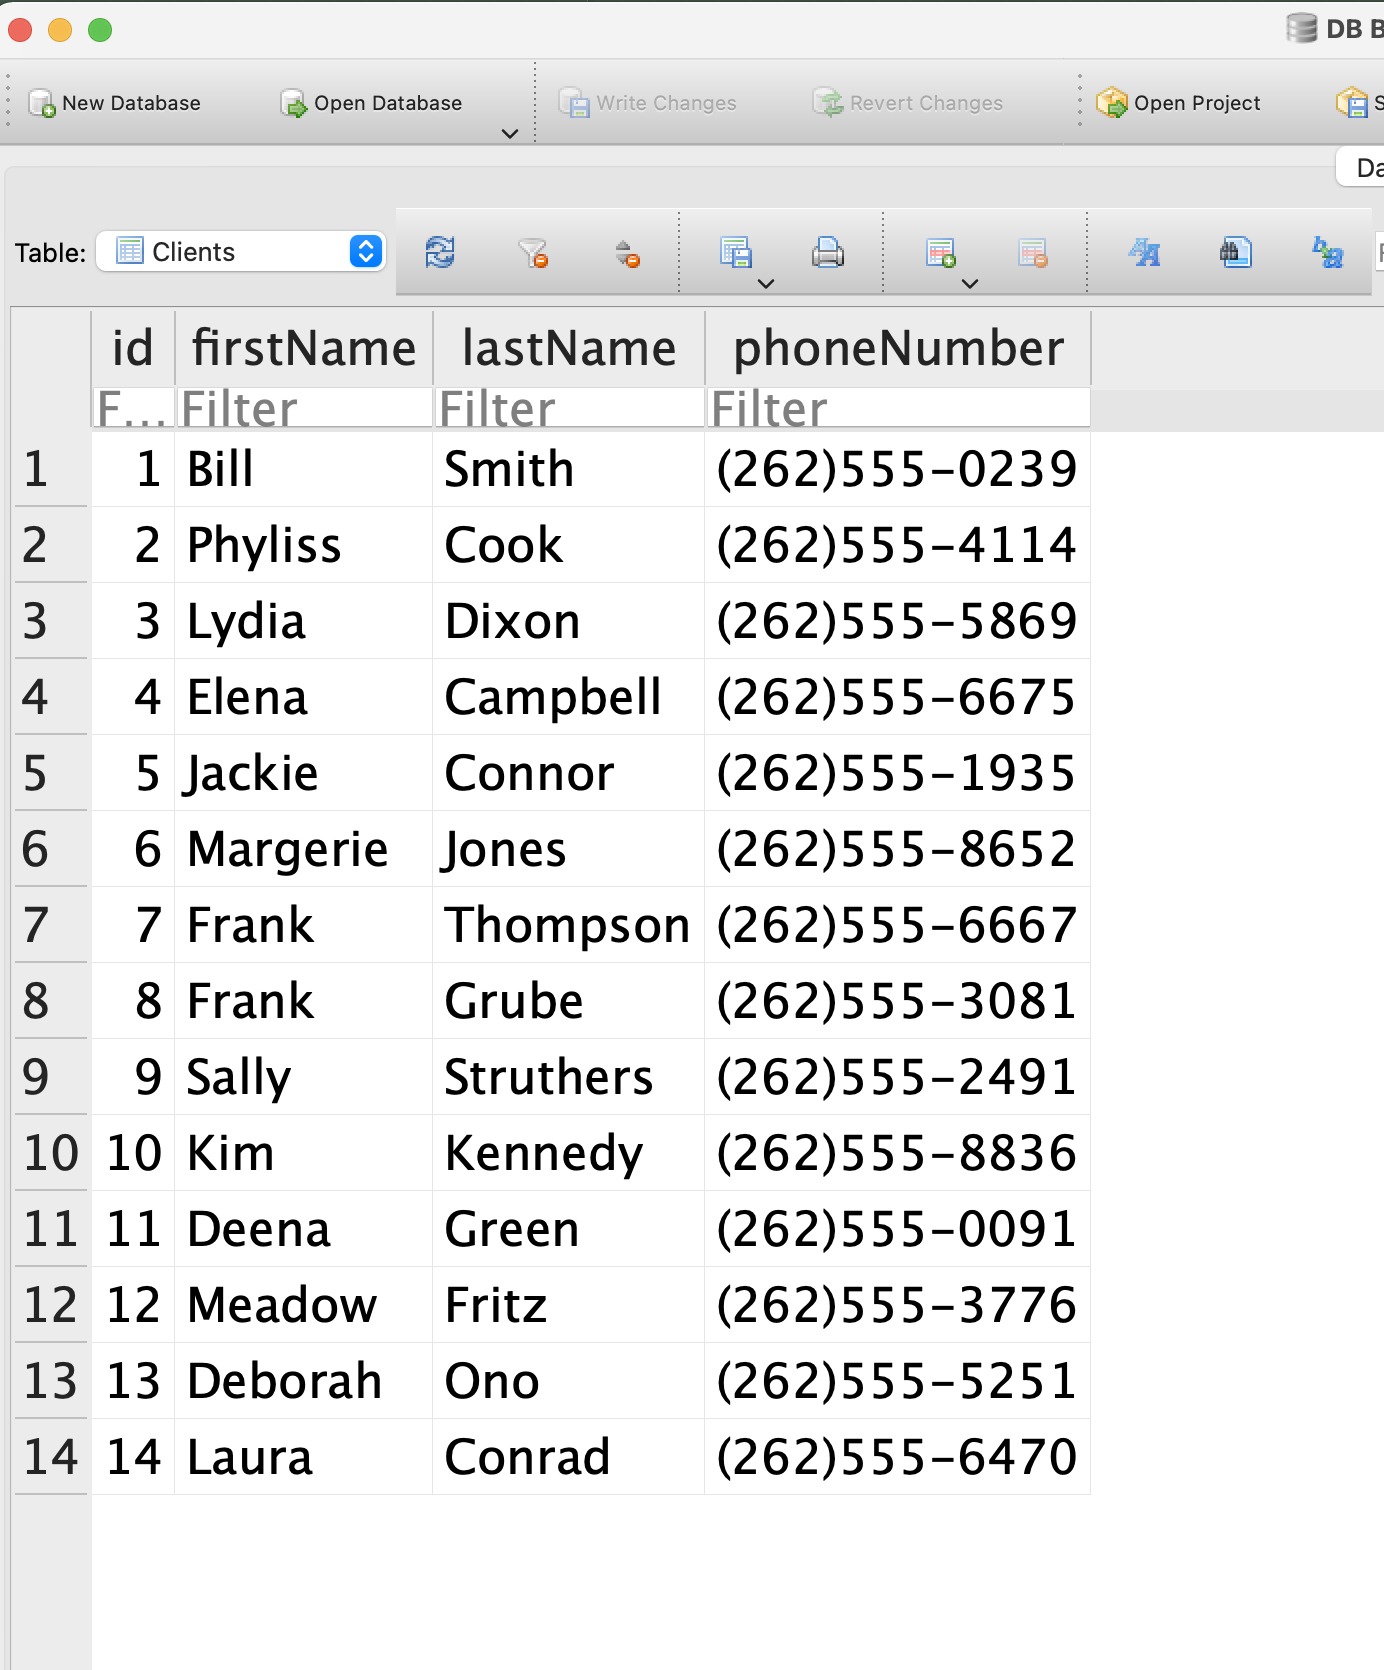 DB B
New Database Open Database Write Changes Revert Changes Open Project S
Da
Table: Clients
id firstName lastName phoneNumber
F... Filter Filter Filter
1 1 Bill Smith (262)555-0239
2 2 Phyliss Cook (262)555-4114
3 3 Lydia Dixon (262)555-5869
4 4 Elena Campbell (262)555-6675
5 5 Jackie Connor (262)555-1935
6 6 Margerie Jones (262)555-8652
7 7 Frank Thompson (262)555-6667
8 8 Frank Grube (262)555-3081
9 9 Sally Struthers (262)555-2491
10 10 Kim Kennedy (262)555-8836
11 11 Deena Green (262)555-0091
12 12 Meadow Fritz (262)555-3776
13 13 Deborah Ono (262)555-5251
14 14 Laura Conrad (262)555-6470